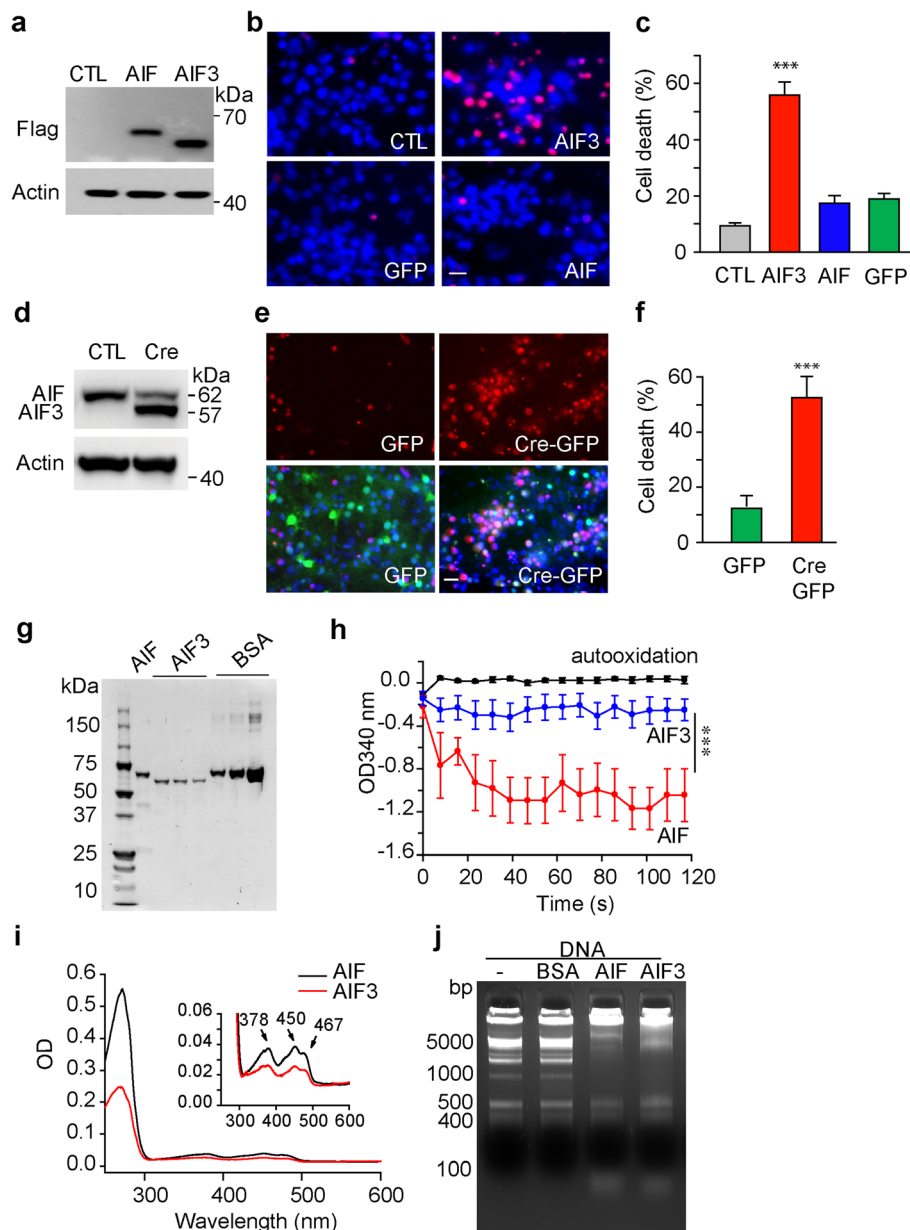 a
CTL AIF AIF3
kDa
Flag
70
Actin
40
b
CTL
AIF3
GFP
AIF
c
***
Cell death (%)
60
40
20
0
CTL AIF3 AIF GFP
d
CTL Cre
kDa
AIF
62
AIF3
57
Actin
40
e
GFP
Cre-GFP
GFP
Cre-GFP
f
***
Cell death (%)
60
40
20
0
GFP Cre
GFP
g
AIF AIF3 BSA
kDa
150
75
50
37
25
10
h
autooxidation
OD340 nm
0.0
-0.4
-0.8
-1.2
-1.6
AIF3
***
AIF
0 20 40 60 80 100 120
Time (s)
i
AIF
AIF3
OD
0.6
0.5
0.4
0.3
0.2
0.1
0.0
0.06
0.04
0.02
0.00
378 450 467
300 400 500 600
300 400 500 600
Wavelength (nm)
j
DNA
- BSA AIF AIF3
bp
5000
1000
500
400
100